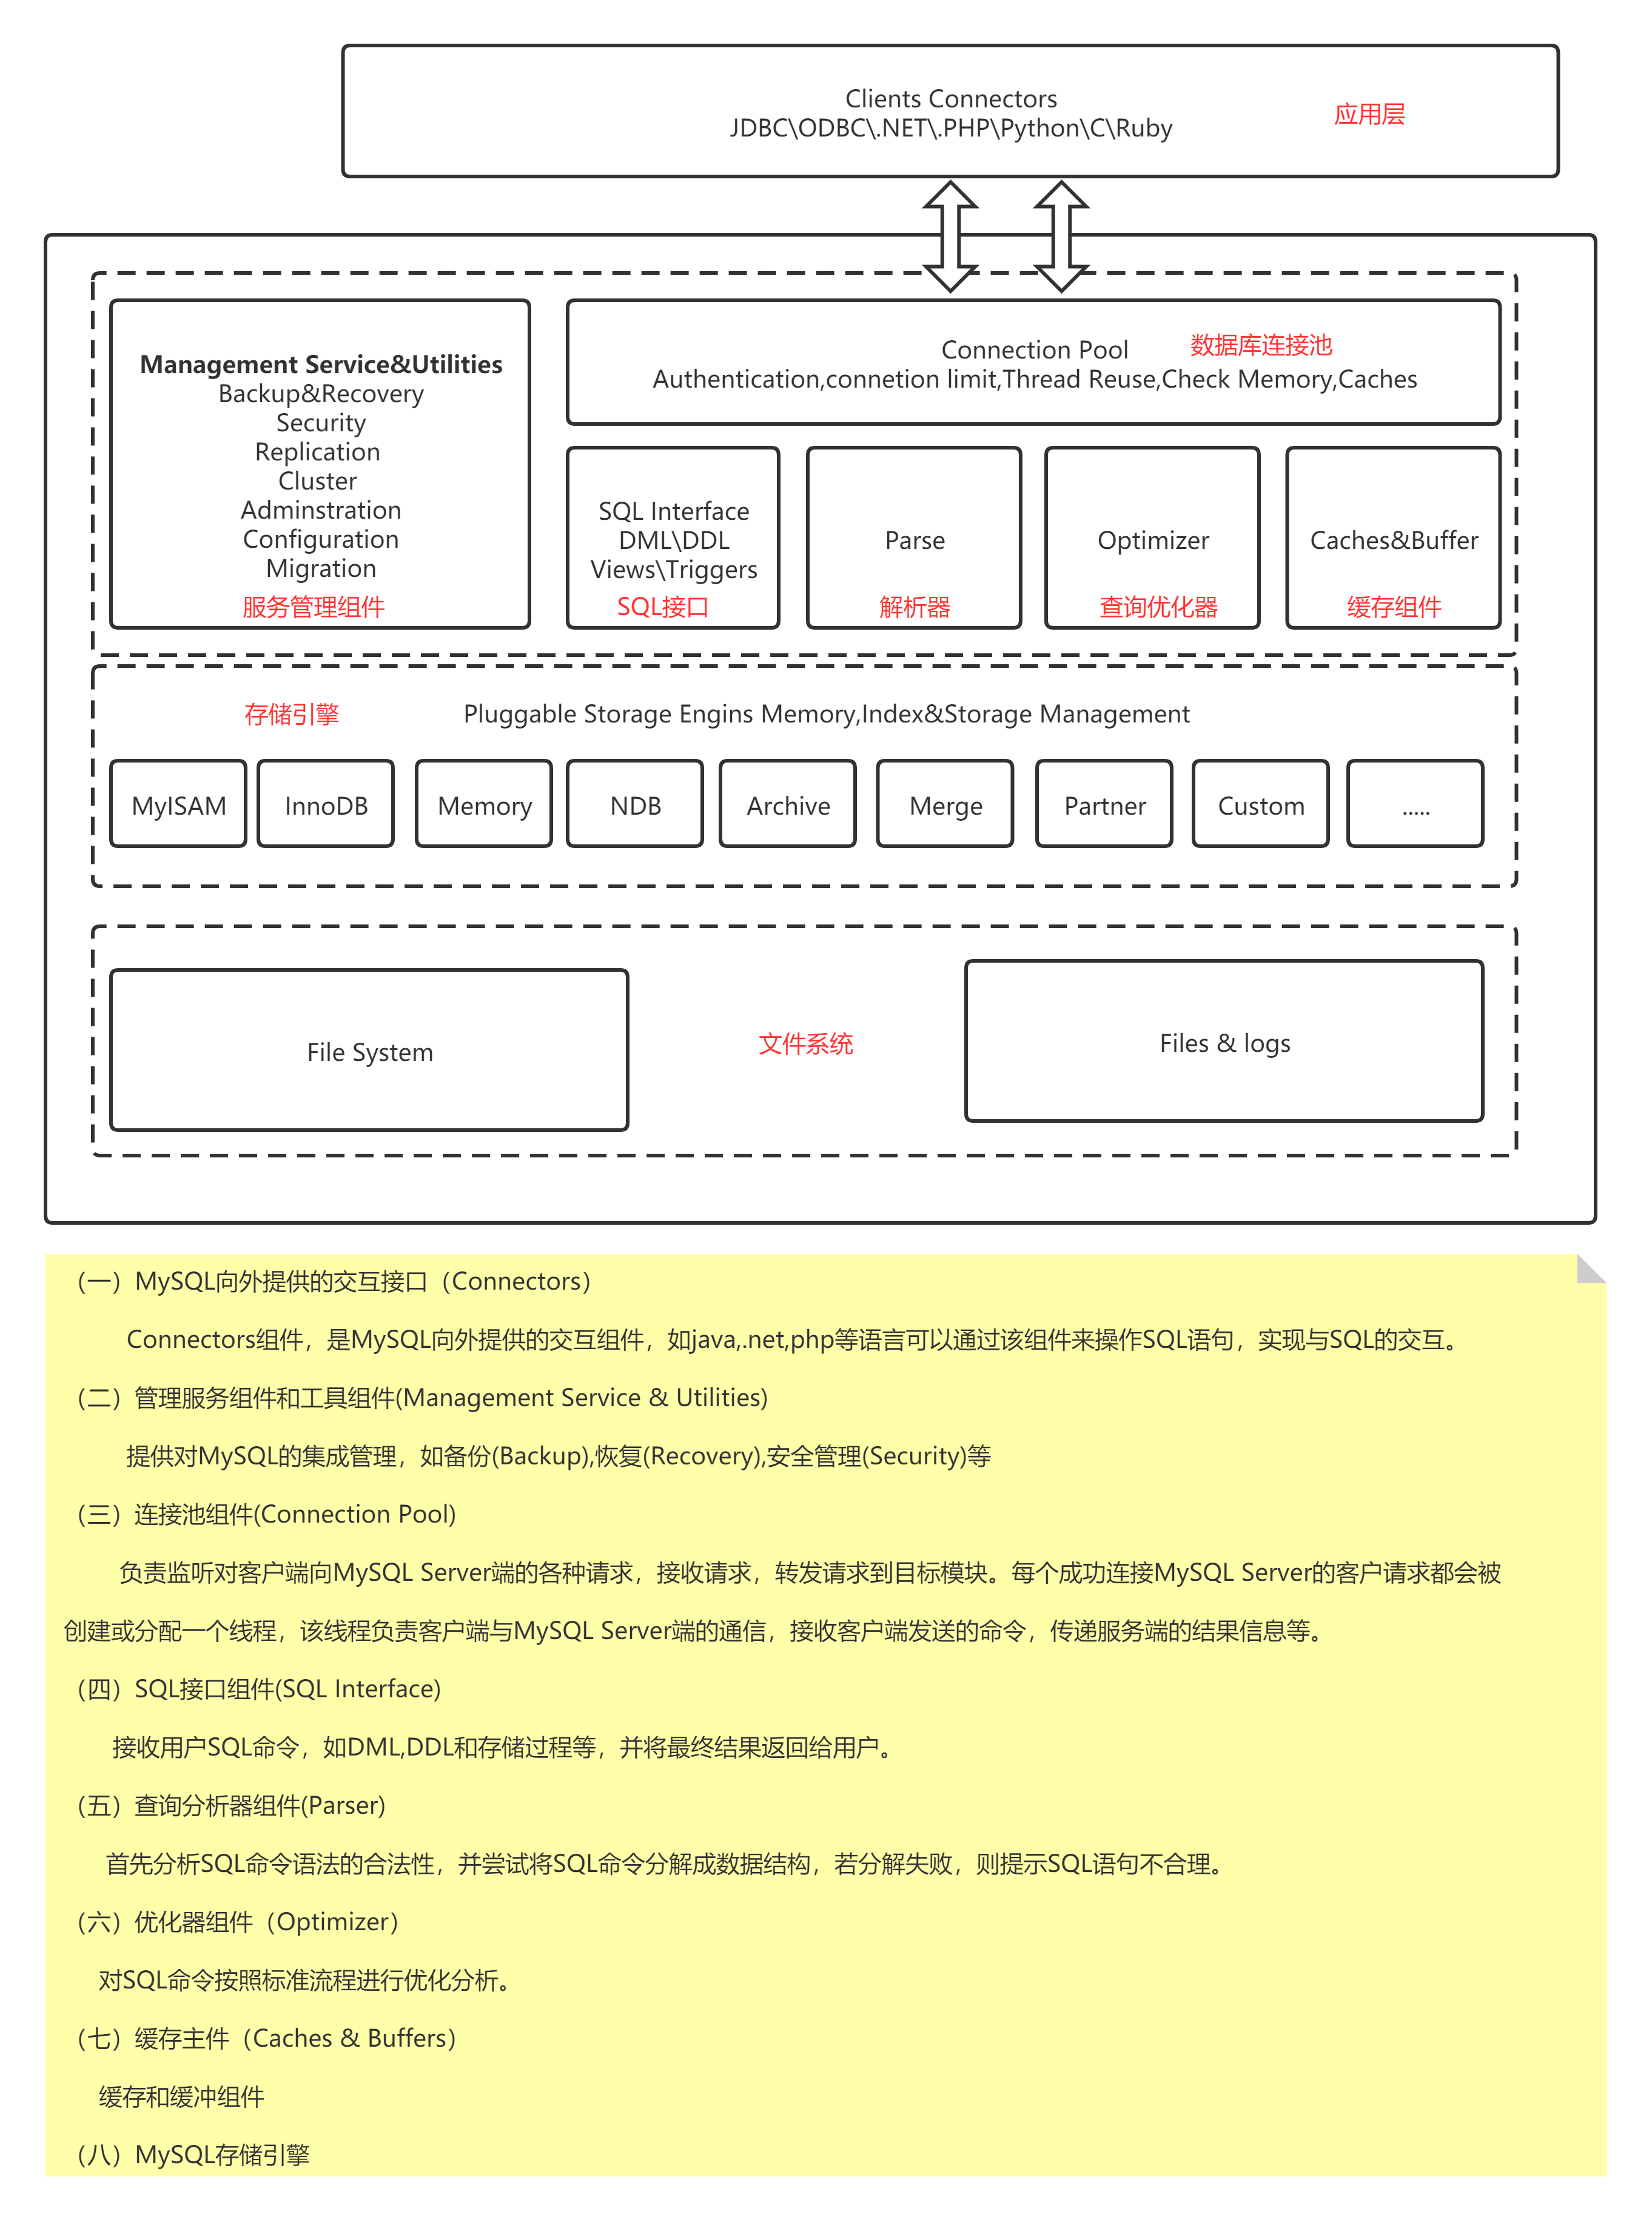 Clients Connectors
JDBC\ODBC\.NET\.PHP\Python\C\Ruby
应用层
Management Service&Utilities
Backup&Recovery
Security
Replication
Cluster
Adminstration
Configuration
Migration
服务管理组件
Connection Pool
数据库连接池
Authentication,connetion limit,Thread Reuse,Check Memory,Caches
SQL Interface
DML\DDL
Views\Triggers
SQL接口
Parse
解析器
Optimizer
查询优化器
Caches&Buffer
缓存组件
存储引擎
Pluggable Storage Engins Memory,Index&Storage Management
MyISAM
InnoDB
Memory
NDB
Archive
Merge
Partner
Custom
.....
File System
文件系统
Files & logs
（一）MySQL向外提供的交互接口（Connectors）
Connectors组件，是MySQL向外提供的交互组件，如java,.net,php等语言可以通过该组件来操作SQL语句，实现与SQL的交互。
（二）管理服务组件和工具组件(Management Service & Utilities)
提供对MySQL的集成管理，如备份(Backup),恢复(Recovery),安全管理(Security)等
（三）连接池组件(Connection Pool)
负责监听对客户端向MySQL Server端的各种请求，接收请求，转发请求到目标模块。每个成功连接MySQL Server的客户请求都会被
创建或分配一个线程，该线程负责客户端与MySQL Server端的通信，接收客户端发送的命令，传递服务端的结果信息等。
（四）SQL接口组件(SQL Interface)
接收用户SQL命令，如DML,DDL和存储过程等，并将最终结果返回给用户。
（五）查询分析器组件(Parser)
首先分析SQL命令语法的合法性，并尝试将SQL命令分解成数据结构，若分解失败，则提示SQL语句不合理。
（六）优化器组件（Optimizer）
对SQL命令按照标准流程进行优化分析。
（七）缓存主件（Caches & Buffers）
缓存和缓冲组件
（八）MySQL存储引擎